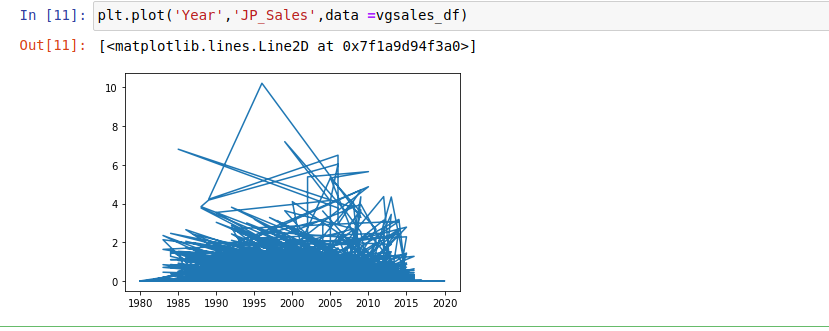 In [11]: plt.plot('Year','JP_Sales',data =vgsales_df)
Out[11]: [<matplotlib.lines.Line2D at 0x7f1a9d94f3a0>]
10
8
6
4
2
0
1980 1985 1990 1995 2000 2005 2010 2015 2020